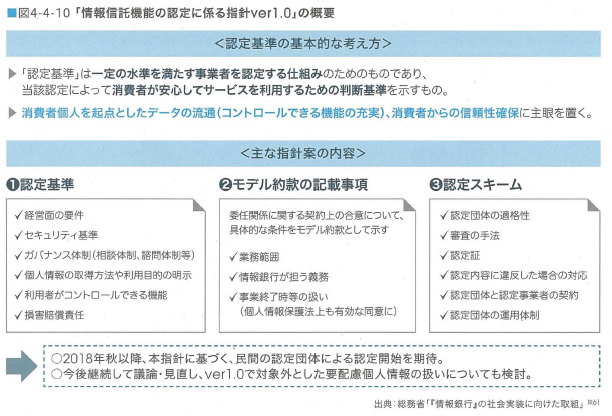 ■図4-4-10 「情報信託機能の認定に係る指針ver1.0」の概要
＜認定基準の基本的な考え方＞
▶「認定基準」は一定の水準を満たす事業者を認定する仕組みのためのものであり、
当該認定によって消費者が安心してサービスを利用するための判断基準を示すもの。
▶消費者個人を起点としたデータの流通（コントロールできる機能の充実）、消費者からの信頼性確保に主眼を置く。
＜主な指針案の内容＞
❶認定基準
✓経営面の要件
✓セキュリティ基準
✓ガバナンス体制（相談体制、諮問体制等）
✓個人情報の取得方法や利用目的の明示
✓利用者がコントロールできる機能
✓損害賠償責任
❷モデル約款の記載事項
委任関係に関する契約上の合意について、
具体的な条件をモデル約款として示す
✓業務範囲
✓情報銀行が担う義務
✓事業終了時等の扱い
（個人情報保護法上も有効な同意に）
❸認定スキーム
✓認定団体の適格性
✓審査の手法
✓認定証
✓認定内容に違反した場合の対応
✓認定団体と認定事業者の契約
✓認定団体の運用体制
○2018年秋以降、本指針に基づく、民間の認定団体による認定開始を期待。
○今後継続して議論・見直し、ver1.0で対象外とした要配慮個人情報の扱いについても検討。
出典：総務省「『情報銀行』の社会実装に向けた取組」※61